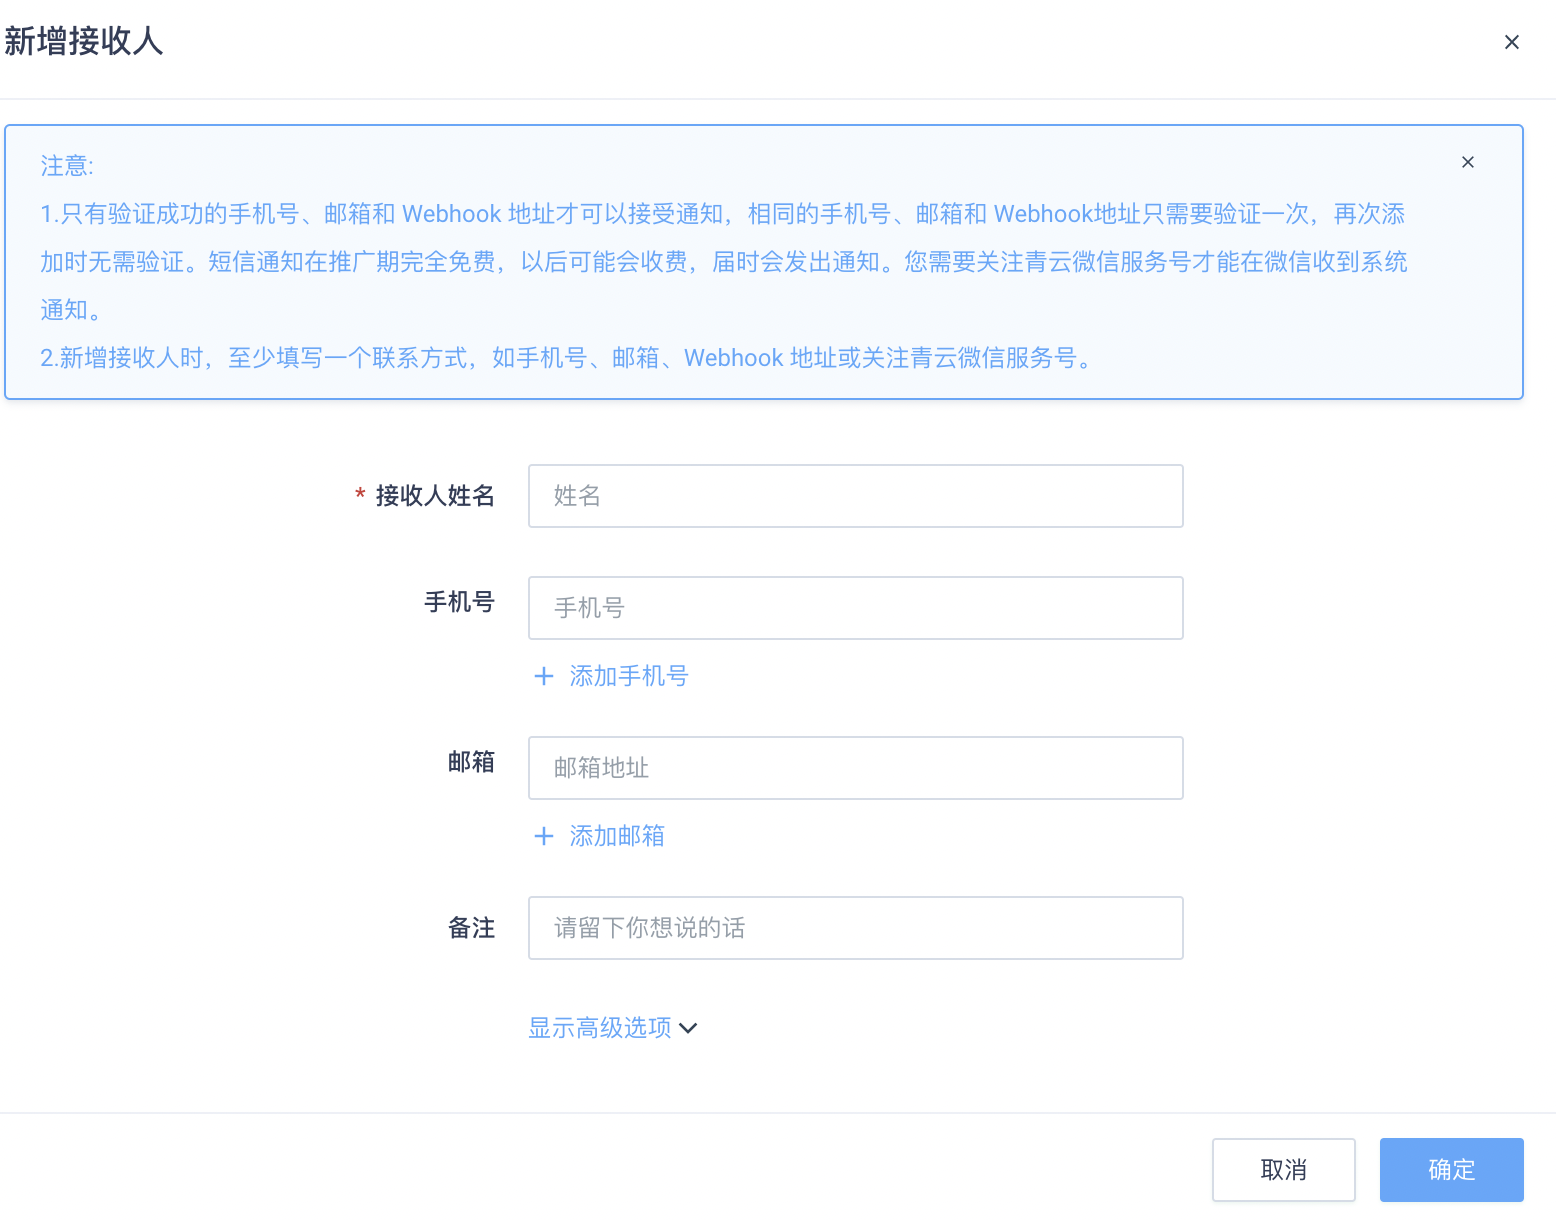 新增接收人
注意:
1.只有验证成功的手机号、邮箱和 Webhook 地址才可以接受通知，相同的手机号、邮箱和 Webhook地址只需要验证一次，再次添
加时无需验证。短信通知在推广期完全免费，以后可能会收费，届时会发出通知。您需要关注青云微信服务号才能在微信收到系统
通知。
2.新增接收人时，至少填写一个联系方式，如手机号、邮箱、Webhook 地址或关注青云微信服务号。
* 接收人姓名 姓名
手机号 手机号
+ 添加手机号
邮箱 邮箱地址
+ 添加邮箱
备注 请留下你想说的话
显示高级选项
取消 确定